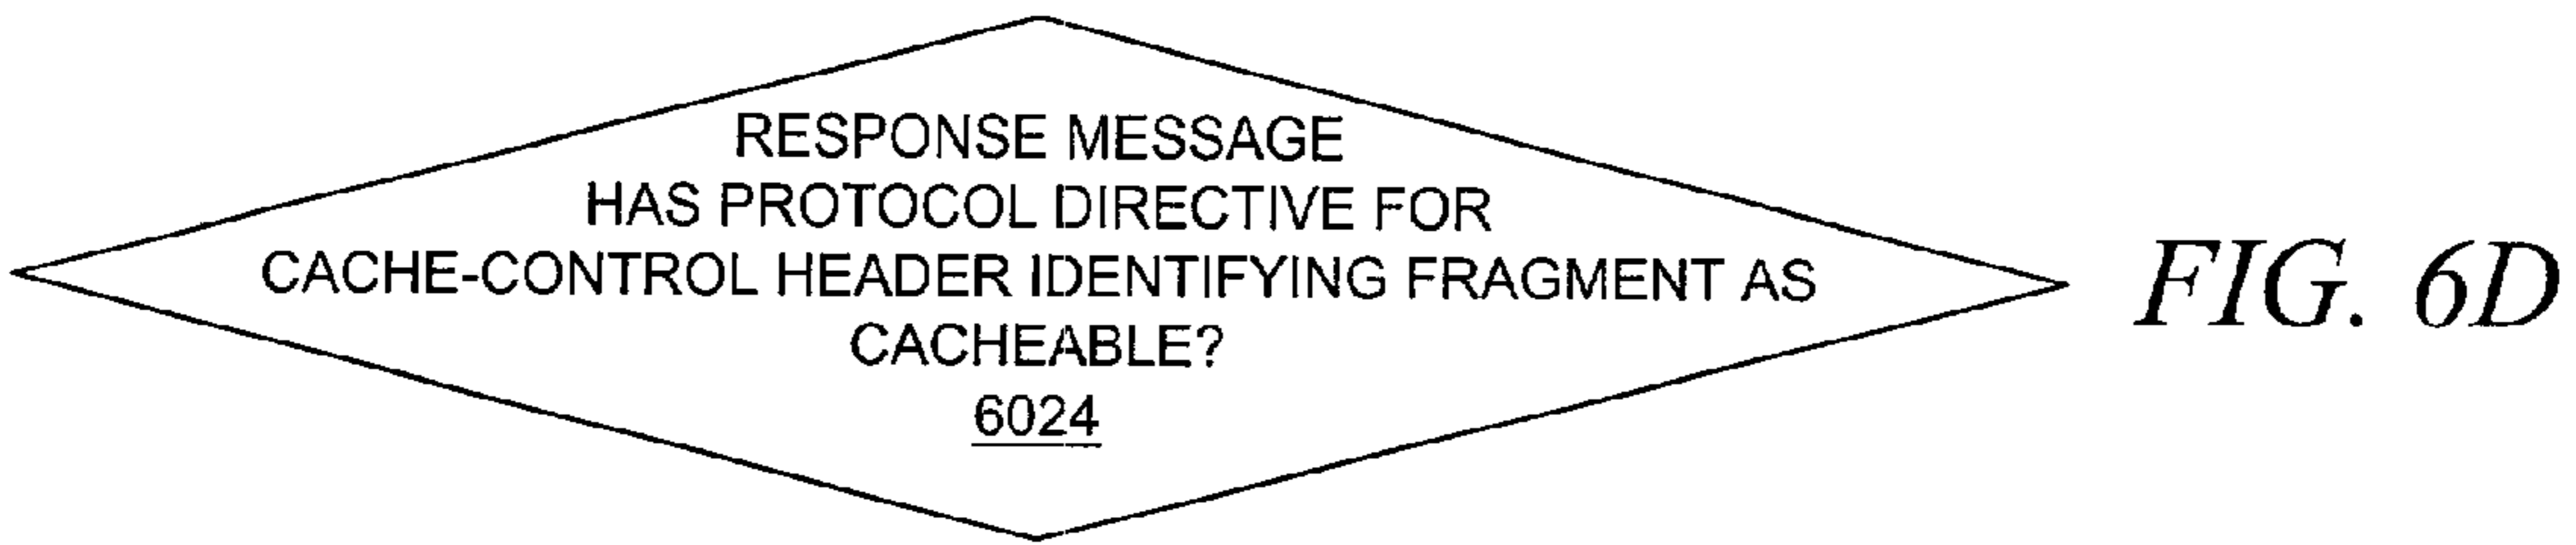 RESPONSE MESSAGE
HAS PROTOCOL DIRECTIVE FOR
CACHE-CONTROL HEADER IDENTIFYING FRAGMENT AS
CACHEABLE?
6024
FIG. 6D